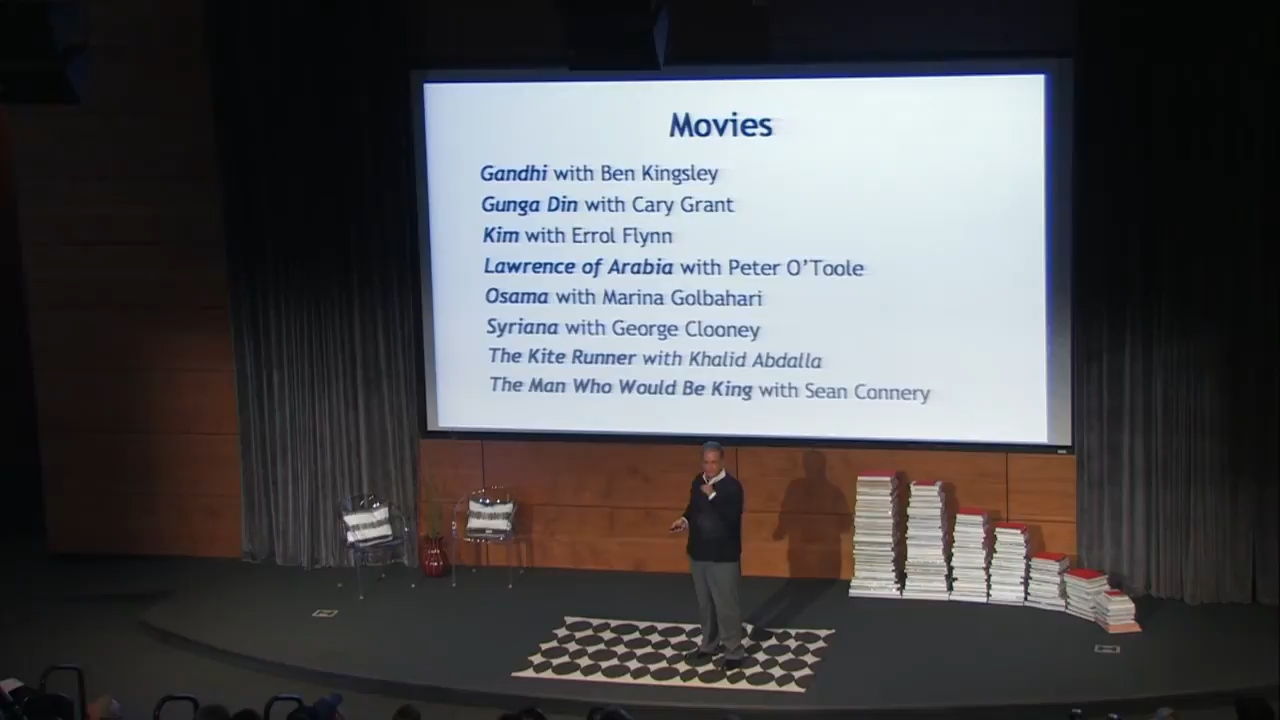 Movies
Gandhi with Ben Kingsley
Gunga Din with Cary Grant
Kim with Errol Flynn
Lawrence of Arabia with Peter O'Toole
Osama with Marina Golbahari
Syriana with George Clooney
The Kite Runner with Khalid Abdalla
The Man Who Would Be King with Sean Connery